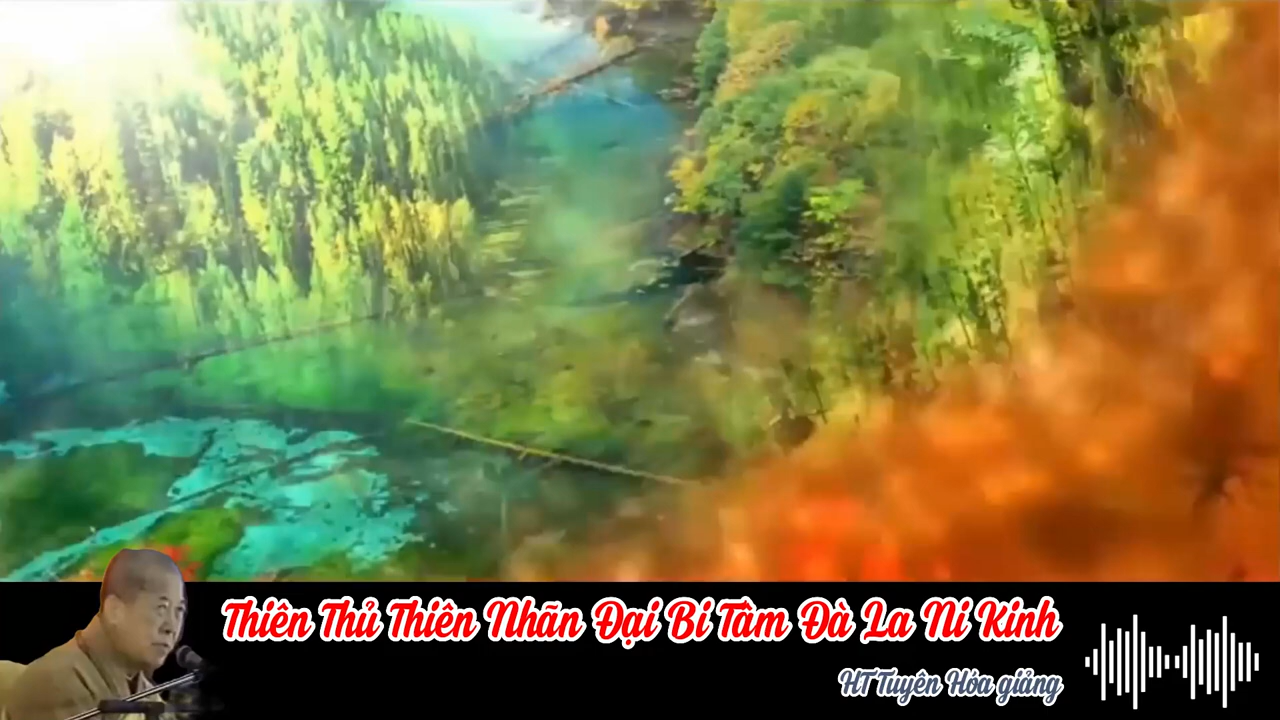 Thiên Thủ Thiên Nhãn Đại Bi Tâm Đà La Ni Kinh
HT Tuyên Hóa giảng